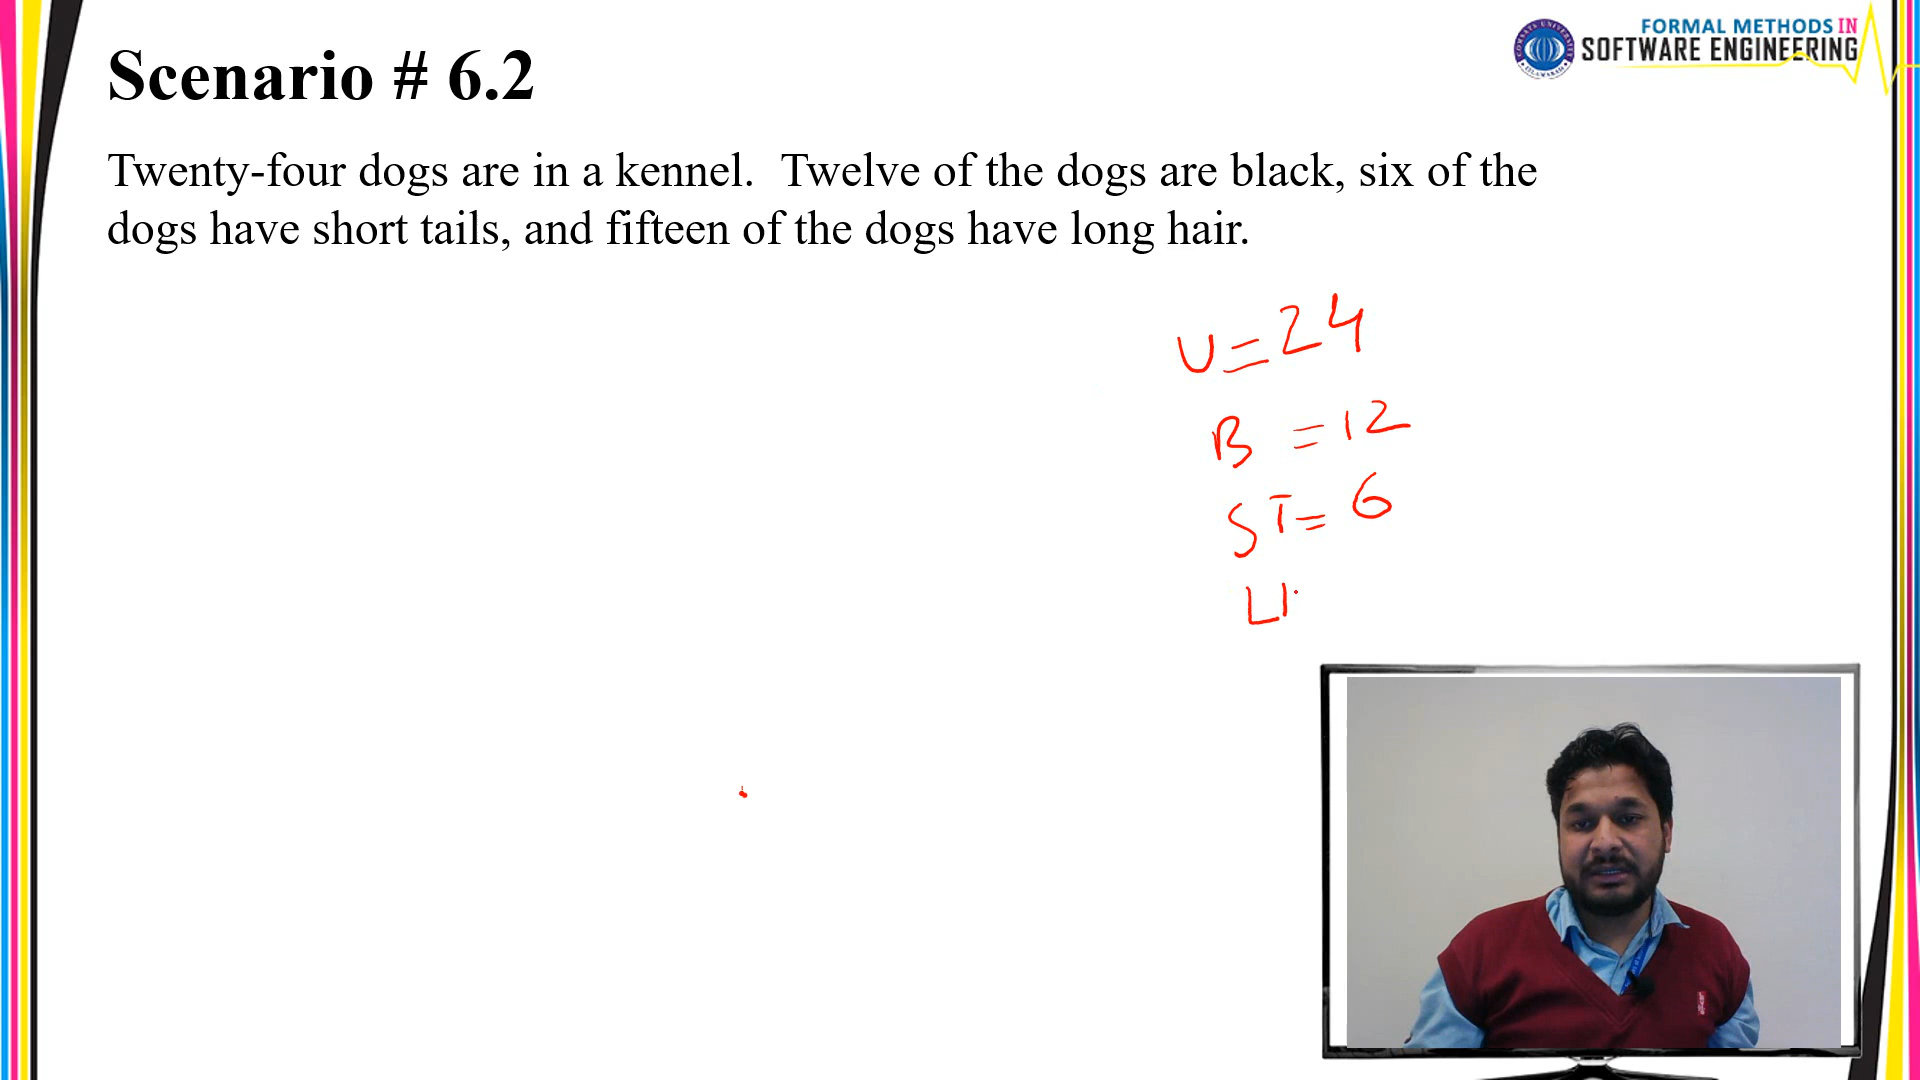 Scenario # 6.2
FORMAL METHODS IN
SOFTWARE ENGINEERING
Twenty-four dogs are in a kennel. Twelve of the dogs are black, six of the
dogs have short tails, and fifteen of the dogs have long hair.
U = 24
B = 12
ST = 6